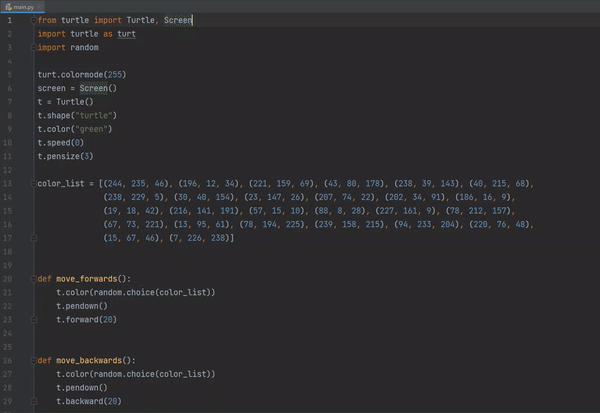 main.py
1 from turtle import Turtle, Screen
2 import turtle as turt
3 import random
4
5 turt.colormode(255)
6 screen = Screen()
7 t = Turtle()
8 t.shape("turtle")
9 t.color("green")
10 t.speed(0)
11 t.pensize(3)
12
13 color_list = [(244, 235, 46), (196, 12, 34), (221, 159, 69), (43, 80, 178), (238, 39, 143), (40, 215, 68),
14 (238, 229, 5), (30, 40, 154), (23, 147, 26), (207, 74, 22), (202, 34, 91), (186, 16, 9),
15 (19, 18, 42), (216, 141, 191), (57, 15, 10), (88, 8, 28), (227, 161, 9), (78, 212, 157),
16 (67, 73, 221), (13, 95, 61), (78, 194, 225), (239, 158, 215), (94, 233, 204), (220, 76, 48),
17 (15, 67, 46), (7, 226, 238)]
18
19
20 def move_forwards():
21 t.color(random.choice(color_list))
22 t.pendown()
23 t.forward(20)
24
25
26 def move_backwards():
27 t.color(random.choice(color_list))
28 t.pendown()
29 t.backward(20)